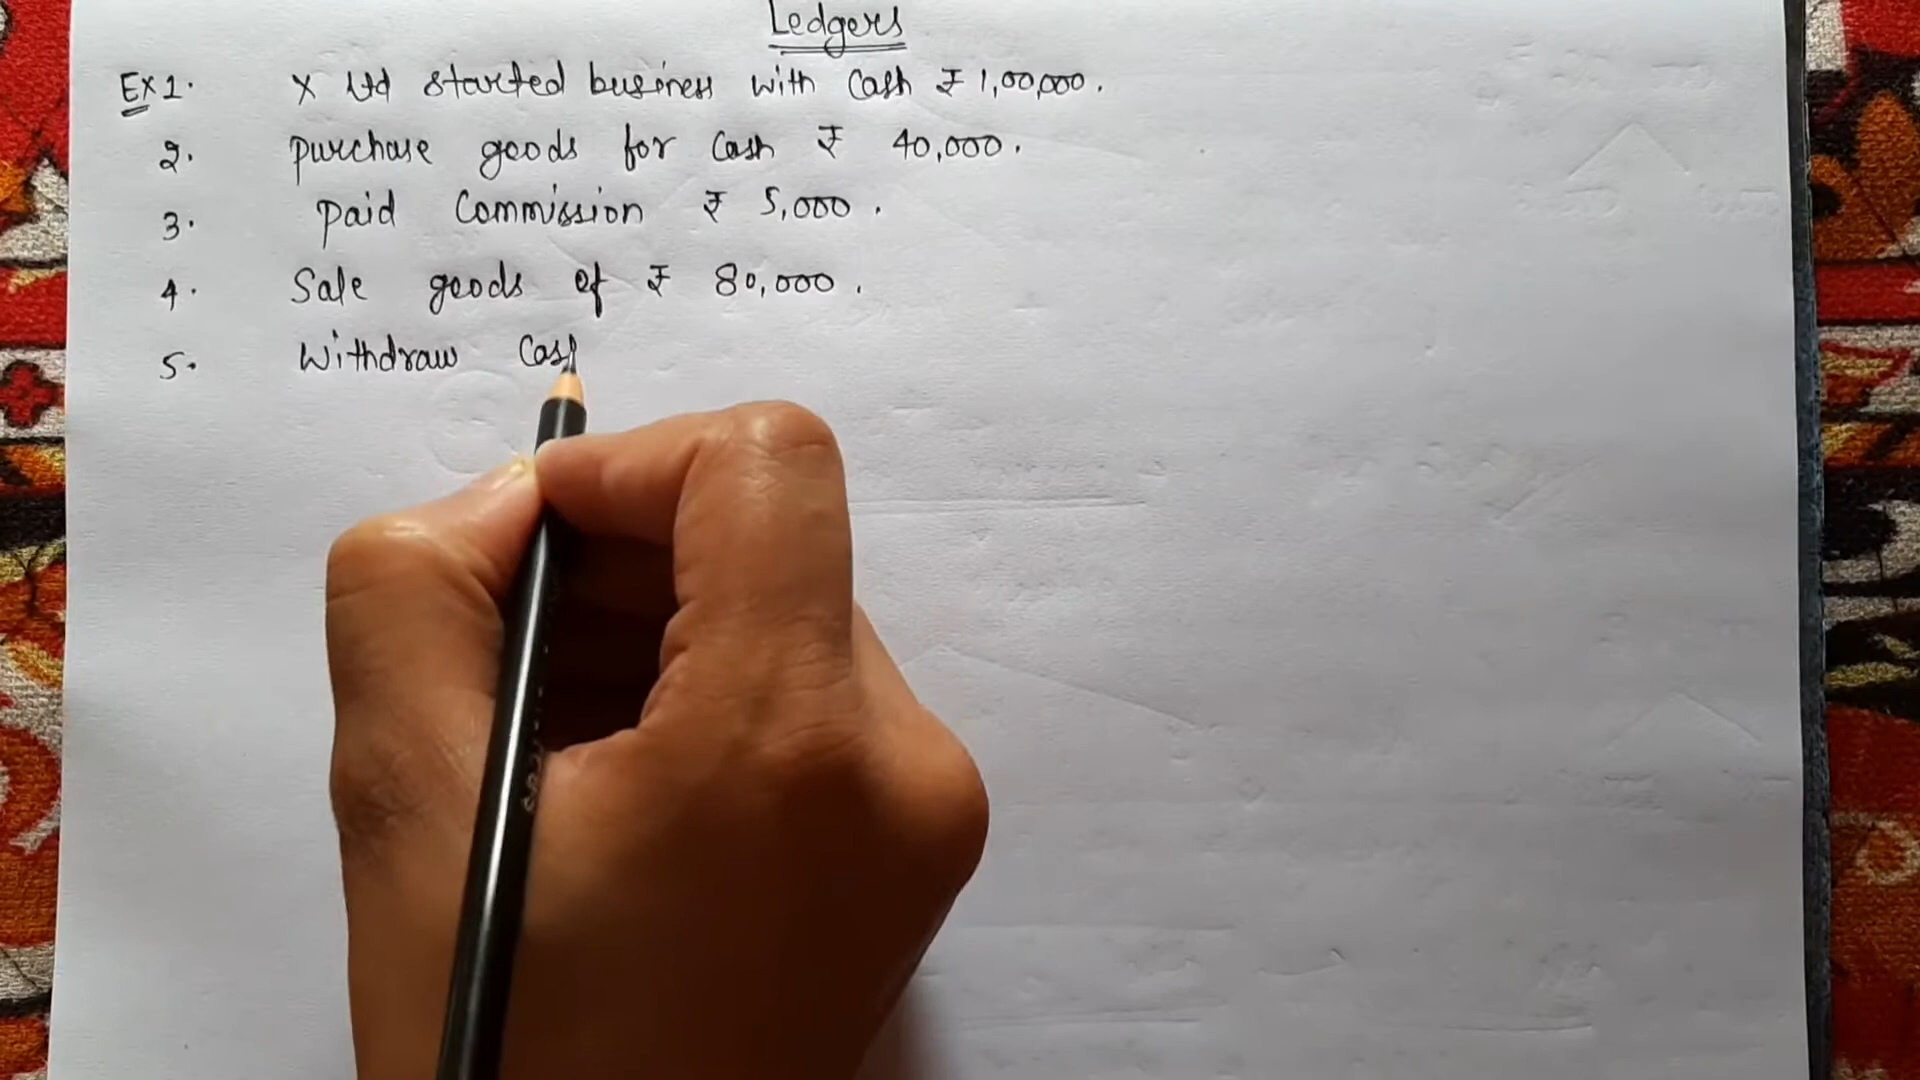 Ledgers
Ex 1. X Ltd started business with Cash ₹ 1,00,000.
2. Purchase goods for Cash ₹ 40,000.
3. Paid Commission ₹ 5,000.
4. Sale goods of ₹ 80,000.
5. Withdraw Cash